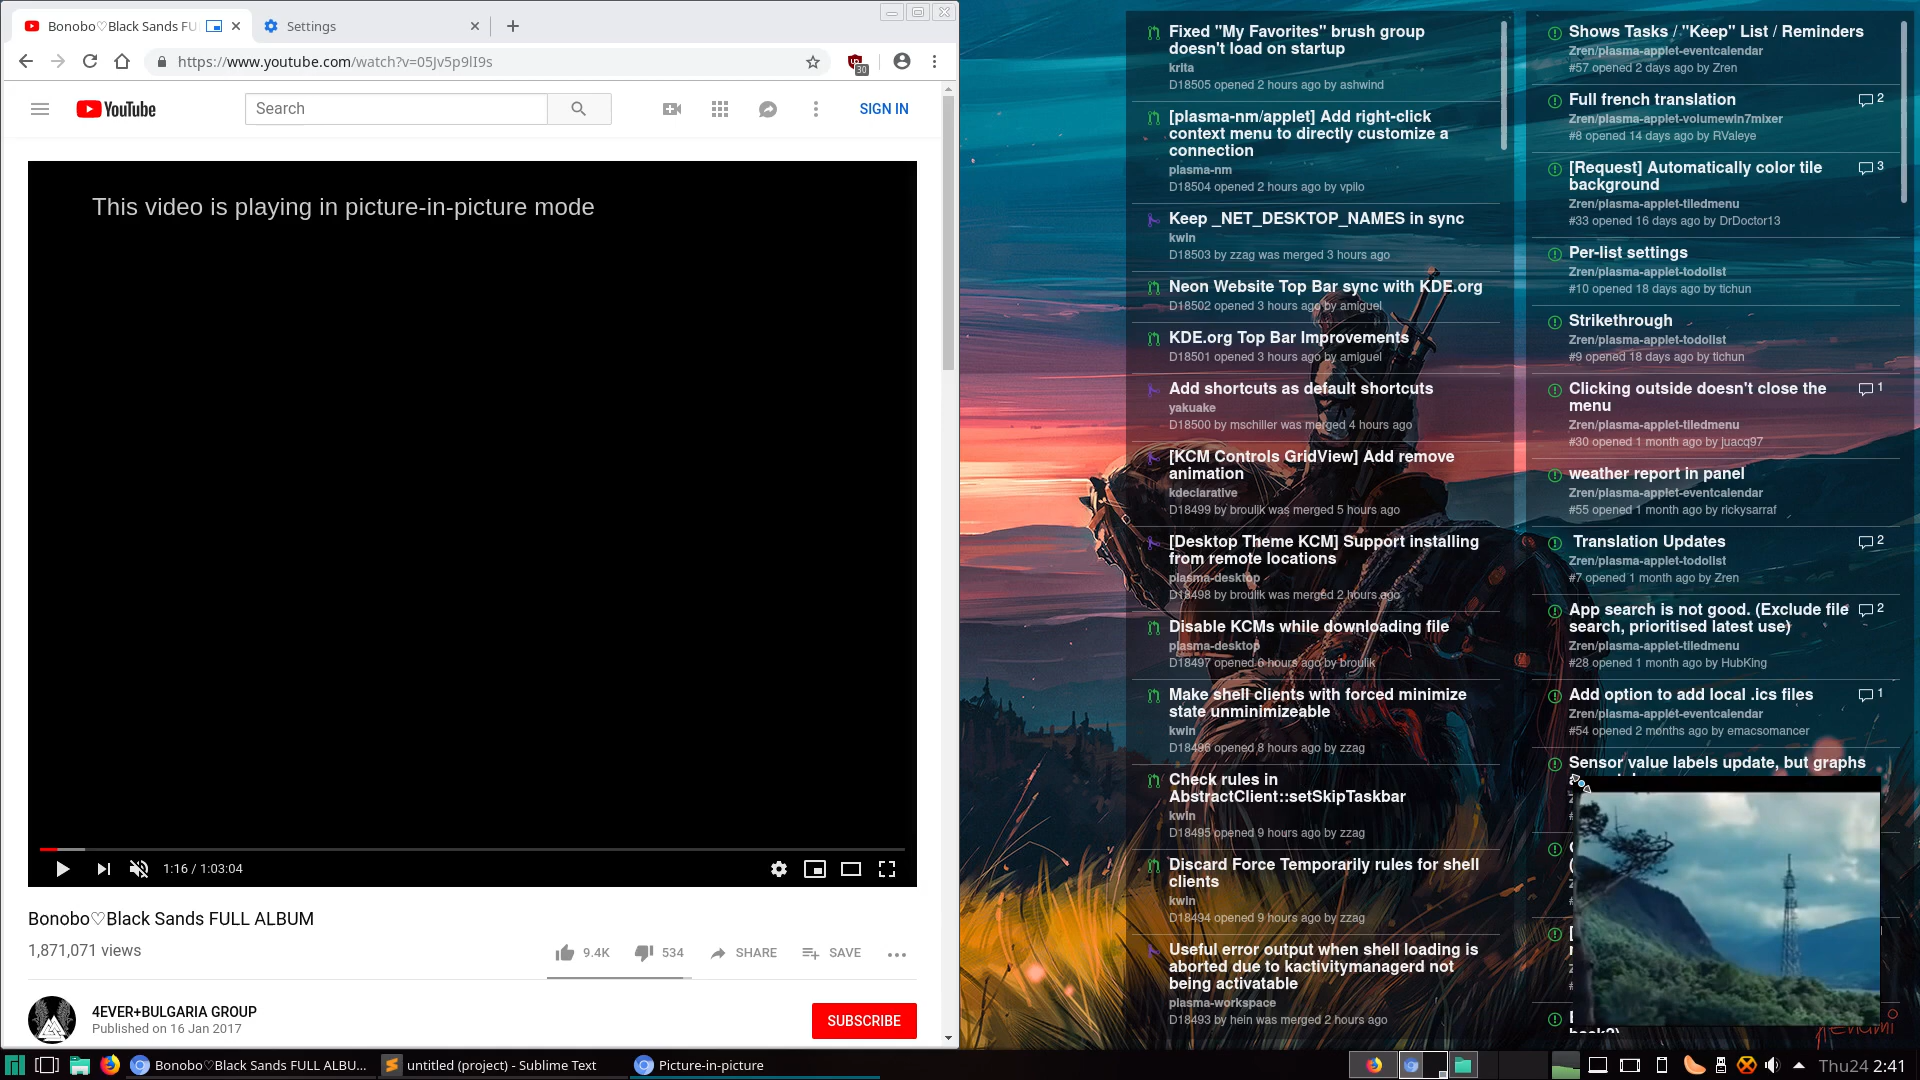 Bonobo♡Black Sands FU
Settings
https://www.youtube.com/watch?v=05Jv5p9lI9s
30
YouTube
Search
SIGN IN
This video is playing in picture-in-picture mode
1:16 / 1:03:04
Bonobo♡Black Sands FULL ALBUM
1,871,071 views
9.4K
534
SHARE
SAVE
4EVER+BULGARIA GROUP
Published on 16 Jan 2017
SUBSCRIBE
Fixed "My Favorites" brush group
doesn't load on startup
krita
D18505 opened 2 hours ago by ashwind
[plasma-nm/applet] Add right-click
context menu to directly customize a
connection
plasma-nm
D18504 opened 2 hours ago by vpilo
Keep _NET_DESKTOP_NAMES in sync
kwin
D18503 by zzag was merged 3 hours ago
Neon Website Top Bar sync with KDE.org
D18502 opened 3 hours ago by amiguel
KDE.org Top Bar Improvements
D18501 opened 3 hours ago by amiguel
Add shortcuts as default shortcuts
yakuake
D18500 by mschiller was merged 4 hours ago
[KCM Controls GridView] Add remove
animation
kdeclarative
D18499 by broulik was merged 5 hours ago
[Desktop Theme KCM] Support installing
from remote locations
plasma-desktop
D18498 by broulik was merged 2 hours ago
Disable KCMs while downloading file
plasma-desktop
D18497 opened 6 hours ago by broulik
Make shell clients with forced minimize
state unminimizeable
kwin
D18496 opened 8 hours ago by zzag
Check rules in
AbstractClient::setSkipTaskbar
kwin
D18495 opened 9 hours ago by zzag
Discard Force Temporarily rules for shell
clients
kwin
D18494 opened 9 hours ago by zzag
Useful error output when shell loading is
aborted due to kactivitymanagerd not
being activatable
plasma-workspace
D18493 by hein was merged 2 hours ago
Shows Tasks / "Keep" List / Reminders
Zren/plasma-applet-eventcalendar
#57 opened 2 days ago by Zren
Full french translation 2
Zren/plasma-applet-volumewin7mixer
#8 opened 14 days ago by RValeye
[Request] Automatically color tile 3
background
Zren/plasma-applet-tiledmenu
#33 opened 16 days ago by DrDoctor13
Per-list settings
Zren/plasma-applet-todolist
#10 opened 18 days ago by tichun
Strikethrough
Zren/plasma-applet-todolist
#9 opened 18 days ago by tichun
Clicking outside doesn't close the 1
menu
Zren/plasma-applet-tiledmenu
#30 opened 1 month ago by juacq97
weather report in panel
Zren/plasma-applet-eventcalendar
#55 opened 1 month ago by rickysarraf
Translation Updates 2
Zren/plasma-applet-todolist
#7 opened 1 month ago by Zren
App search is not good. (Exclude file 2
search, prioritised latest use)
Zren/plasma-applet-tiledmenu
#28 opened 1 month ago by HubKing
Add option to add local .ics files 1
Zren/plasma-applet-eventcalendar
#54 opened 2 months ago by emacsomancer
Sensor value labels update, but graphs
Bonobo♡Black Sands FULL ALBU...
untitled (project) - Sublime Text
Picture-in-picture
Thu24 2:41